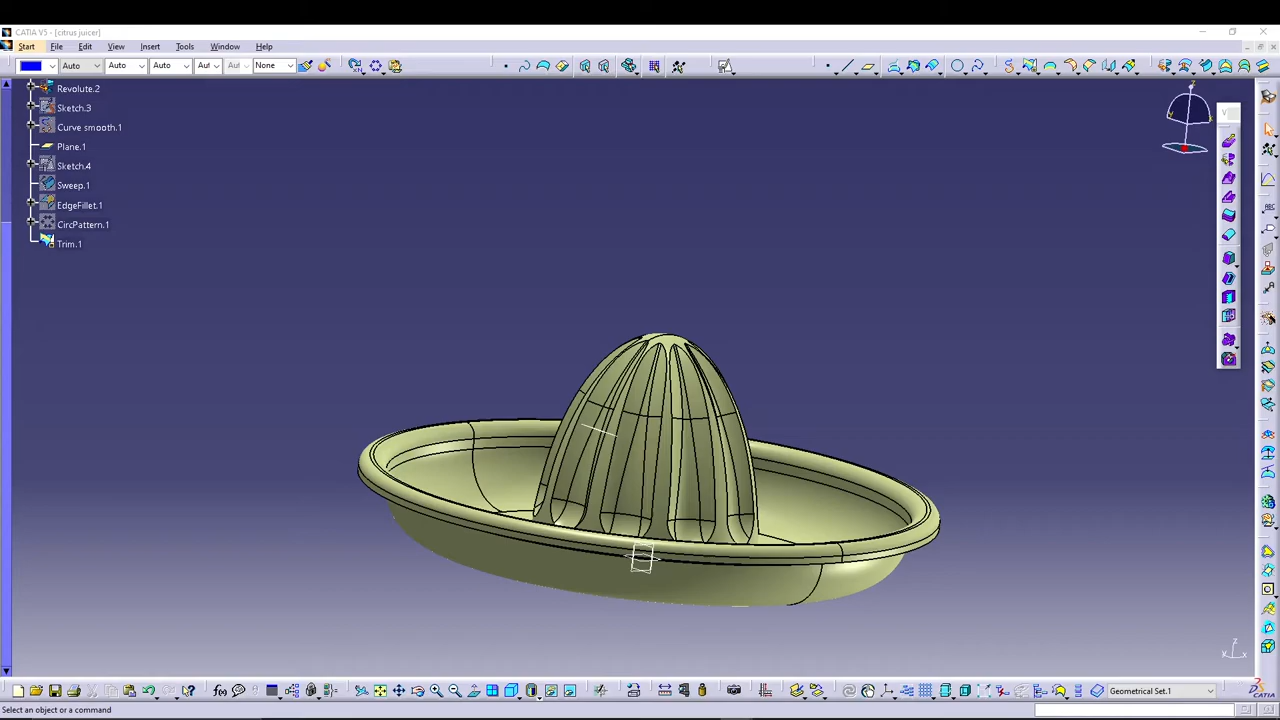 CATIA V5 - [citrus juicer]
Start File Edit View Insert Tools Window Help
Auto Auto Auto Aut Aut None
Revolute.2
Sketch.3
Curve smooth.1
Plane.1
Sketch.4
Sweep.1
EdgeFillet.1
CircPattern.1
Trim.1
Geometrical Set.1
Select an object or a command
CATIA